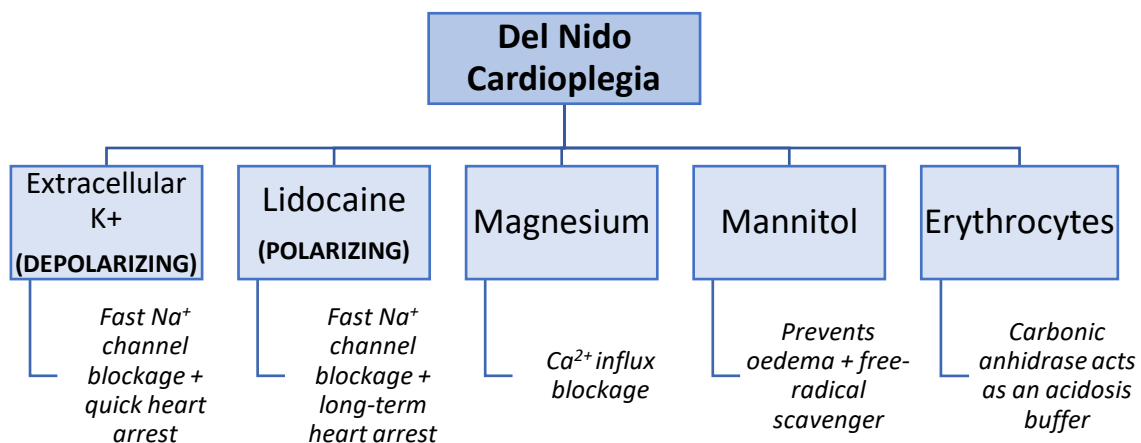 Del Nido
Cardioplegia
Extracellular
K+
(DEPOLARIZING)
Lidocaine
(POLARIZING)
Magnesium
Mannitol
Erythrocytes
Fast Na⁺
channel
blockage +
quick heart
arrest
Fast Na⁺
channel
blockage +
long-term
heart arrest
Ca²⁺ influx
blockage
Prevents
oedema + free-
radical
scavenger
Carbonic
anhidrase acts
as an acidosis
buffer